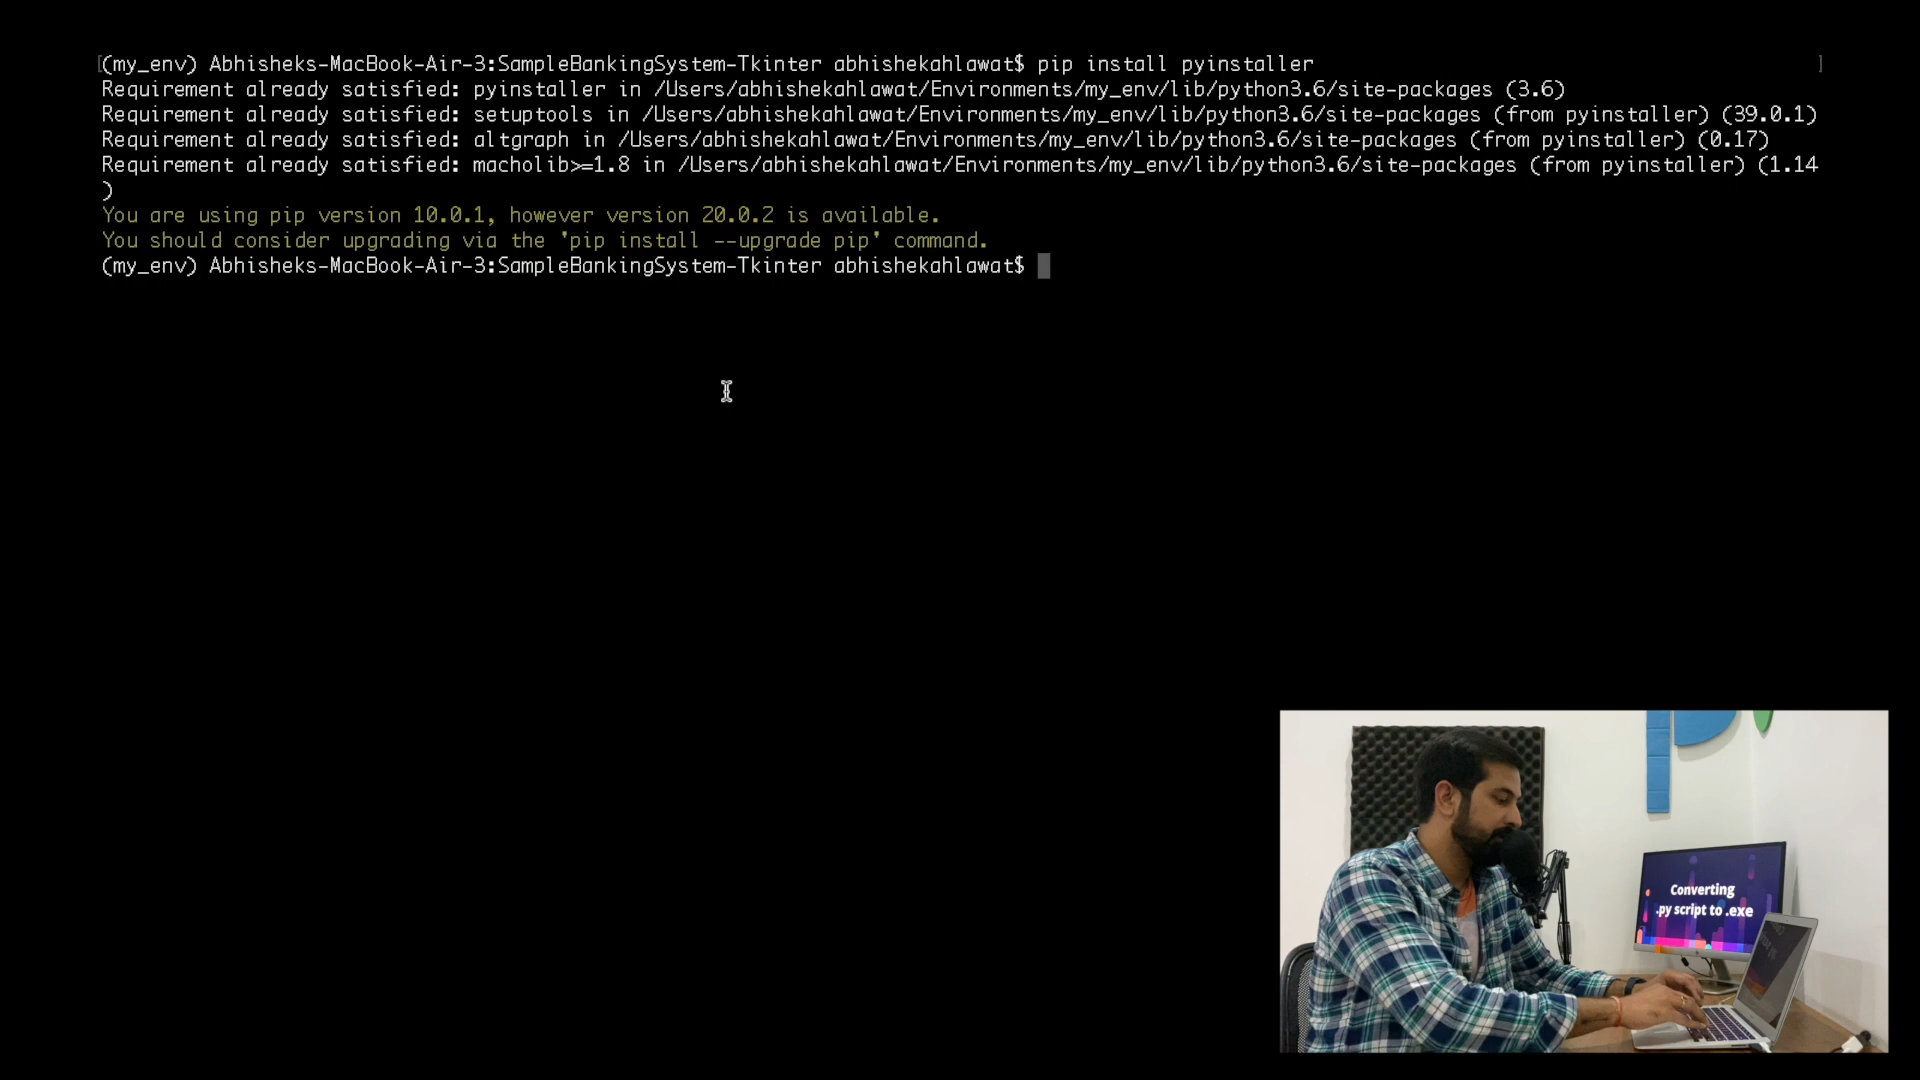 [(my_env) Abhisheks-MacBook-Air-3:SampleBankingSystem-Tkinter abhishekahlawat$ pip install pyinstaller ]
Requirement already satisfied: pyinstaller in /Users/abhishekahlawat/Environments/my_env/lib/python3.6/site-packages (3.6)
Requirement already satisfied: setuptools in /Users/abhishekahlawat/Environments/my_env/lib/python3.6/site-packages (from pyinstaller) (39.0.1)
Requirement already satisfied: altgraph in /Users/abhishekahlawat/Environments/my_env/lib/python3.6/site-packages (from pyinstaller) (0.17)
Requirement already satisfied: macholib>=1.8 in /Users/abhishekahlawat/Environments/my_env/lib/python3.6/site-packages (from pyinstaller) (1.14
)
You are using pip version 10.0.1, however version 20.0.2 is available.
You should consider upgrading via the 'pip install --upgrade pip' command.
(my_env) Abhisheks-MacBook-Air-3:SampleBankingSystem-Tkinter abhishekahlawat$
Converting
.py script to .exe